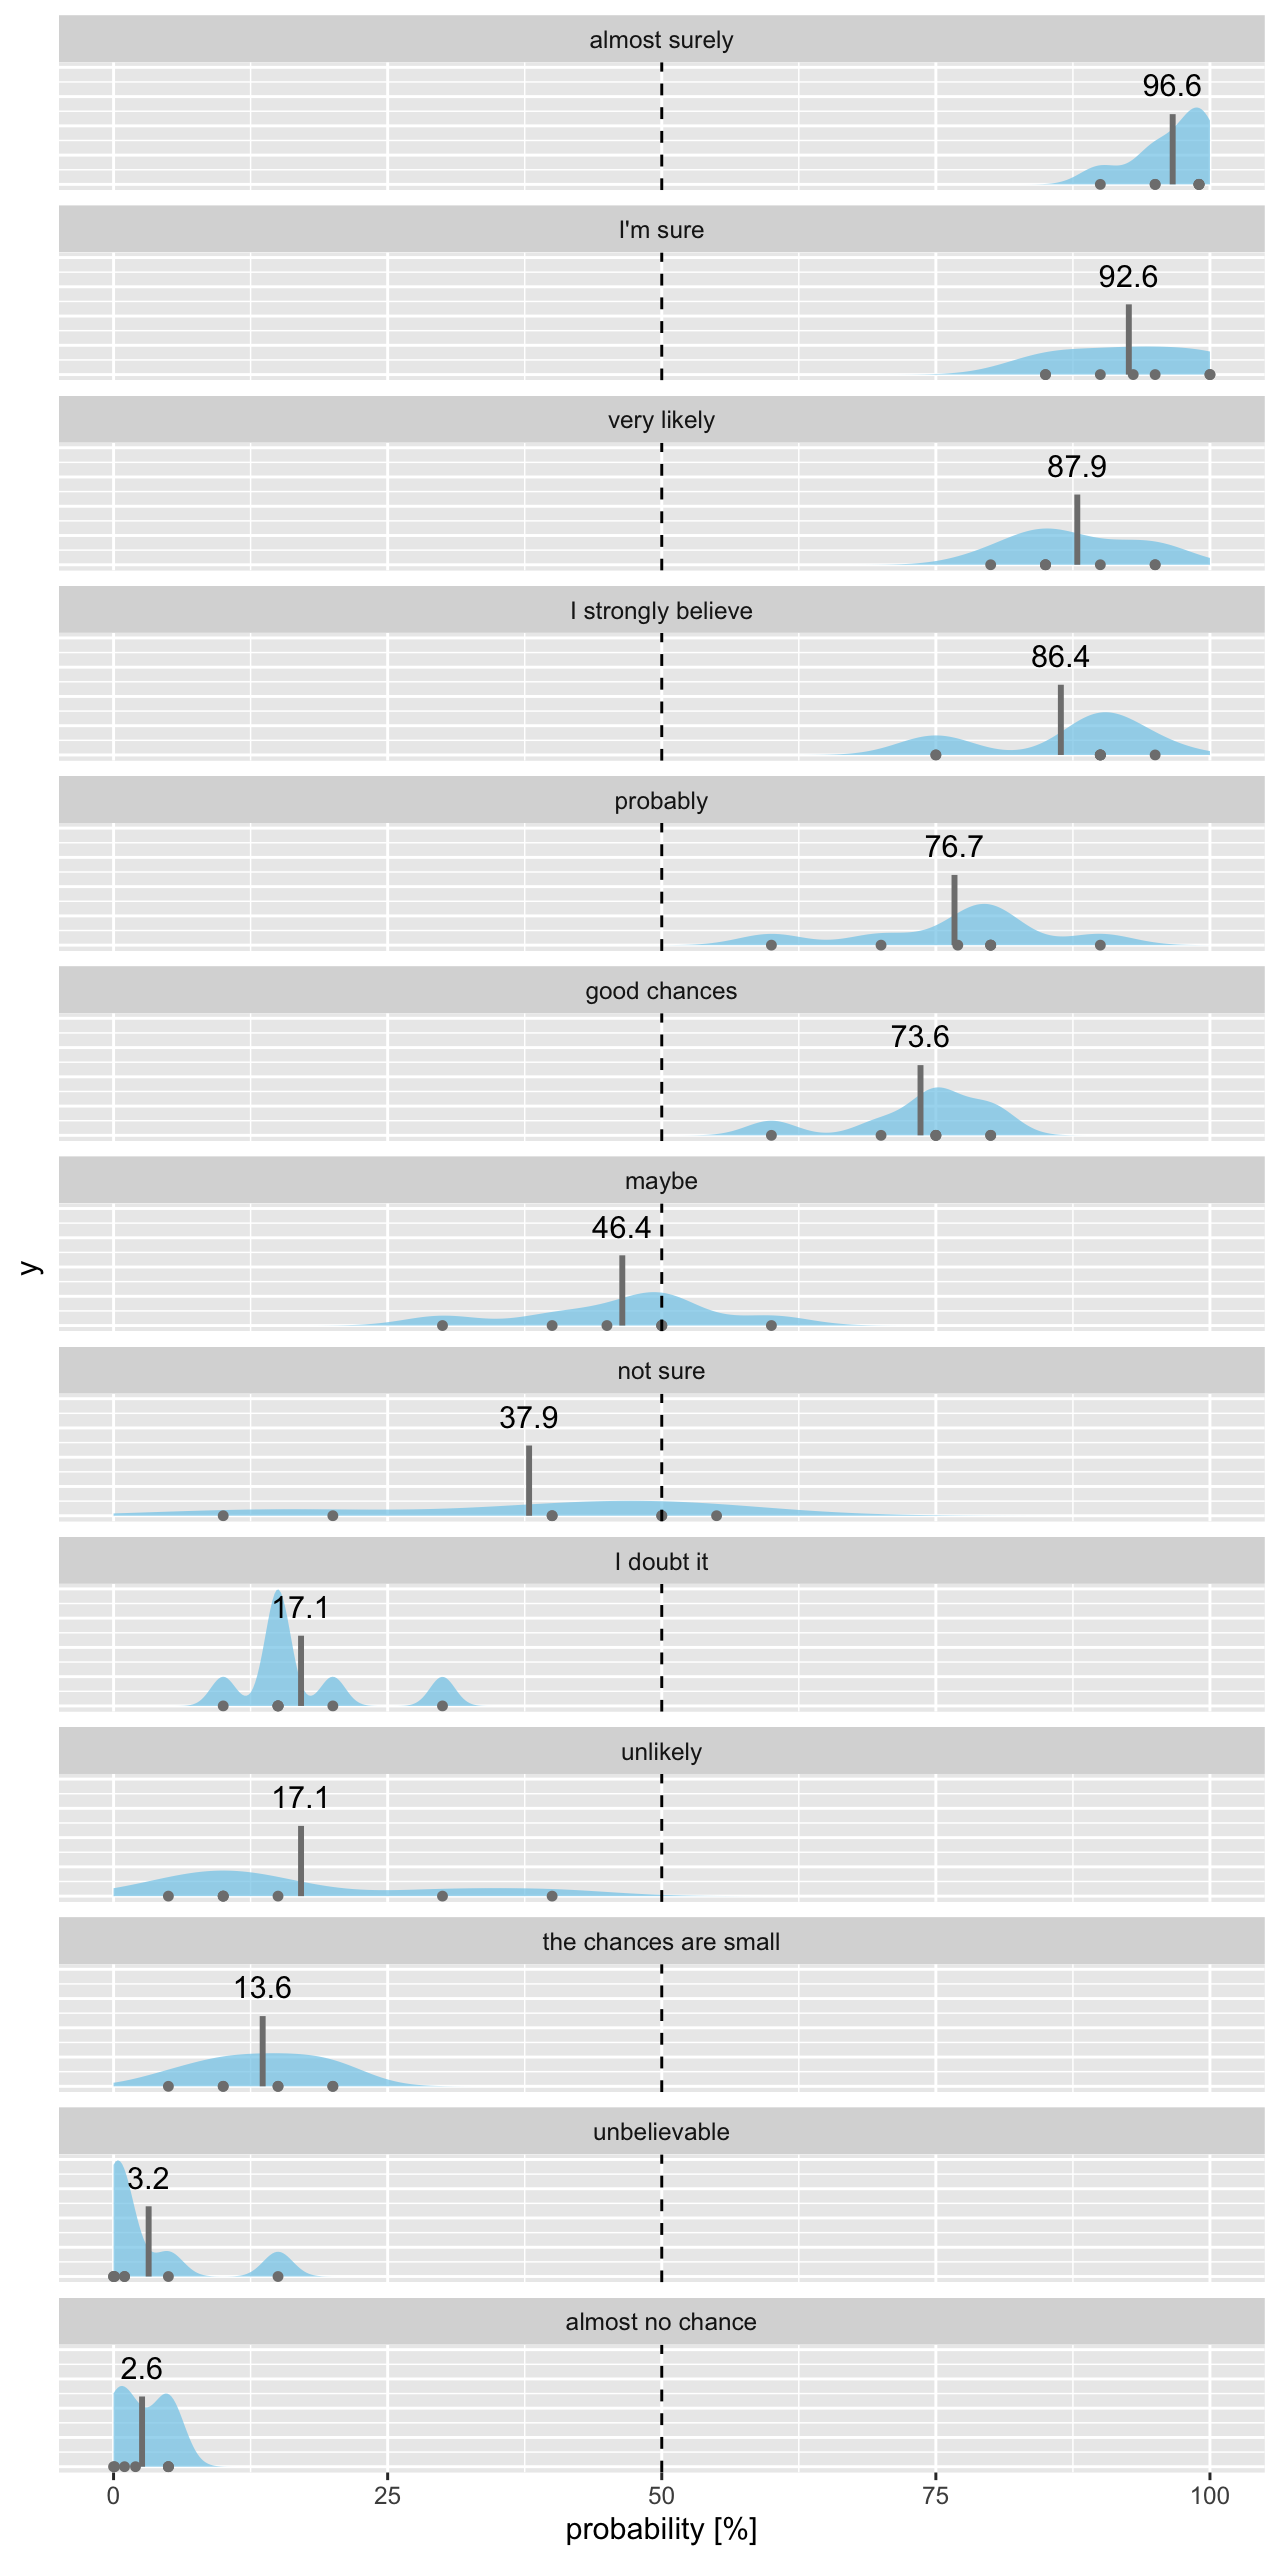 almost surely
96.6
I'm sure
92.6
very likely
87.9
I strongly believe
86.4
probably
76.7
good chances
73.6
maybe
46.4
y
not sure
37.9
I doubt it
17.1
unlikely
17.1
the chances are small
13.6
unbelievable
3.2
almost no chance
2.6
0 25 50 75 100
probability [%]